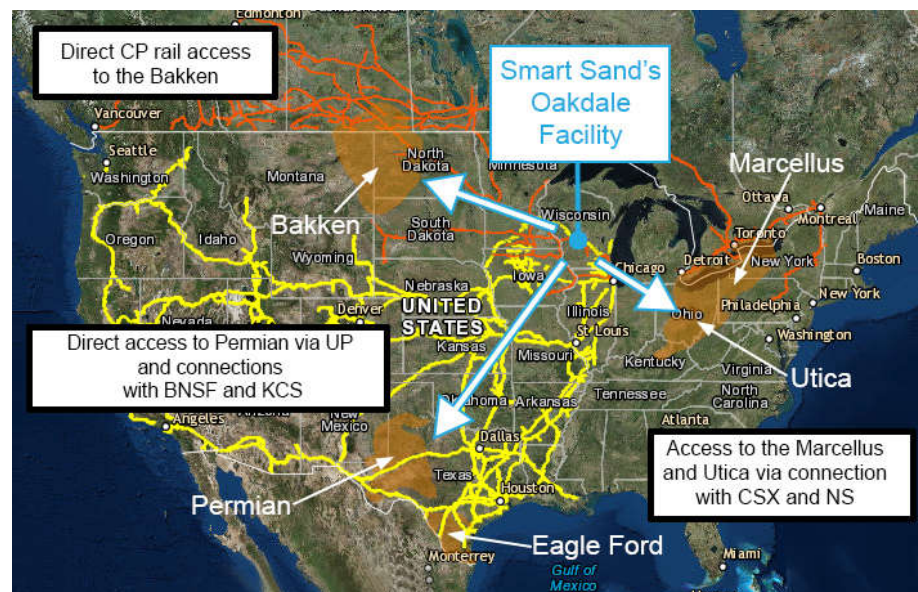 Edmonton
Direct CP rail access
to the Bakken
Smart Sand's
Oakdale
Facility
Vancouver
Seattle
Washington
Montana
North
Dakota
Minnesota
Marcellus
Ottawa
Montreal
Maine
Bakken
Wisconsin
Toronto
Oregon
Idaho
South
Dakota
Wyoming
Detroit
New York
Boston
Iowa
Chicago
Nebraska
UNITED
STATES
Denver
Illinois
Ohio
Philadelphia
New York
Nevada
St Louis
Washington
Direct access to Permian via UP
and connections
with BNSF and KCS
Kansas
Missouri
Kentucky
Virginia
Utica
Oklahoma
Arkansas
Tennessee
North
Carolina
Angeles
Arizona
New
Mexico
Atlanta
Dallas
Access to the Marcellus
and Utica via connection
with CSX and NS
Texas
Permian
Houston
Eagle Ford
Monterrey
Miami
Gulf of
Mexico